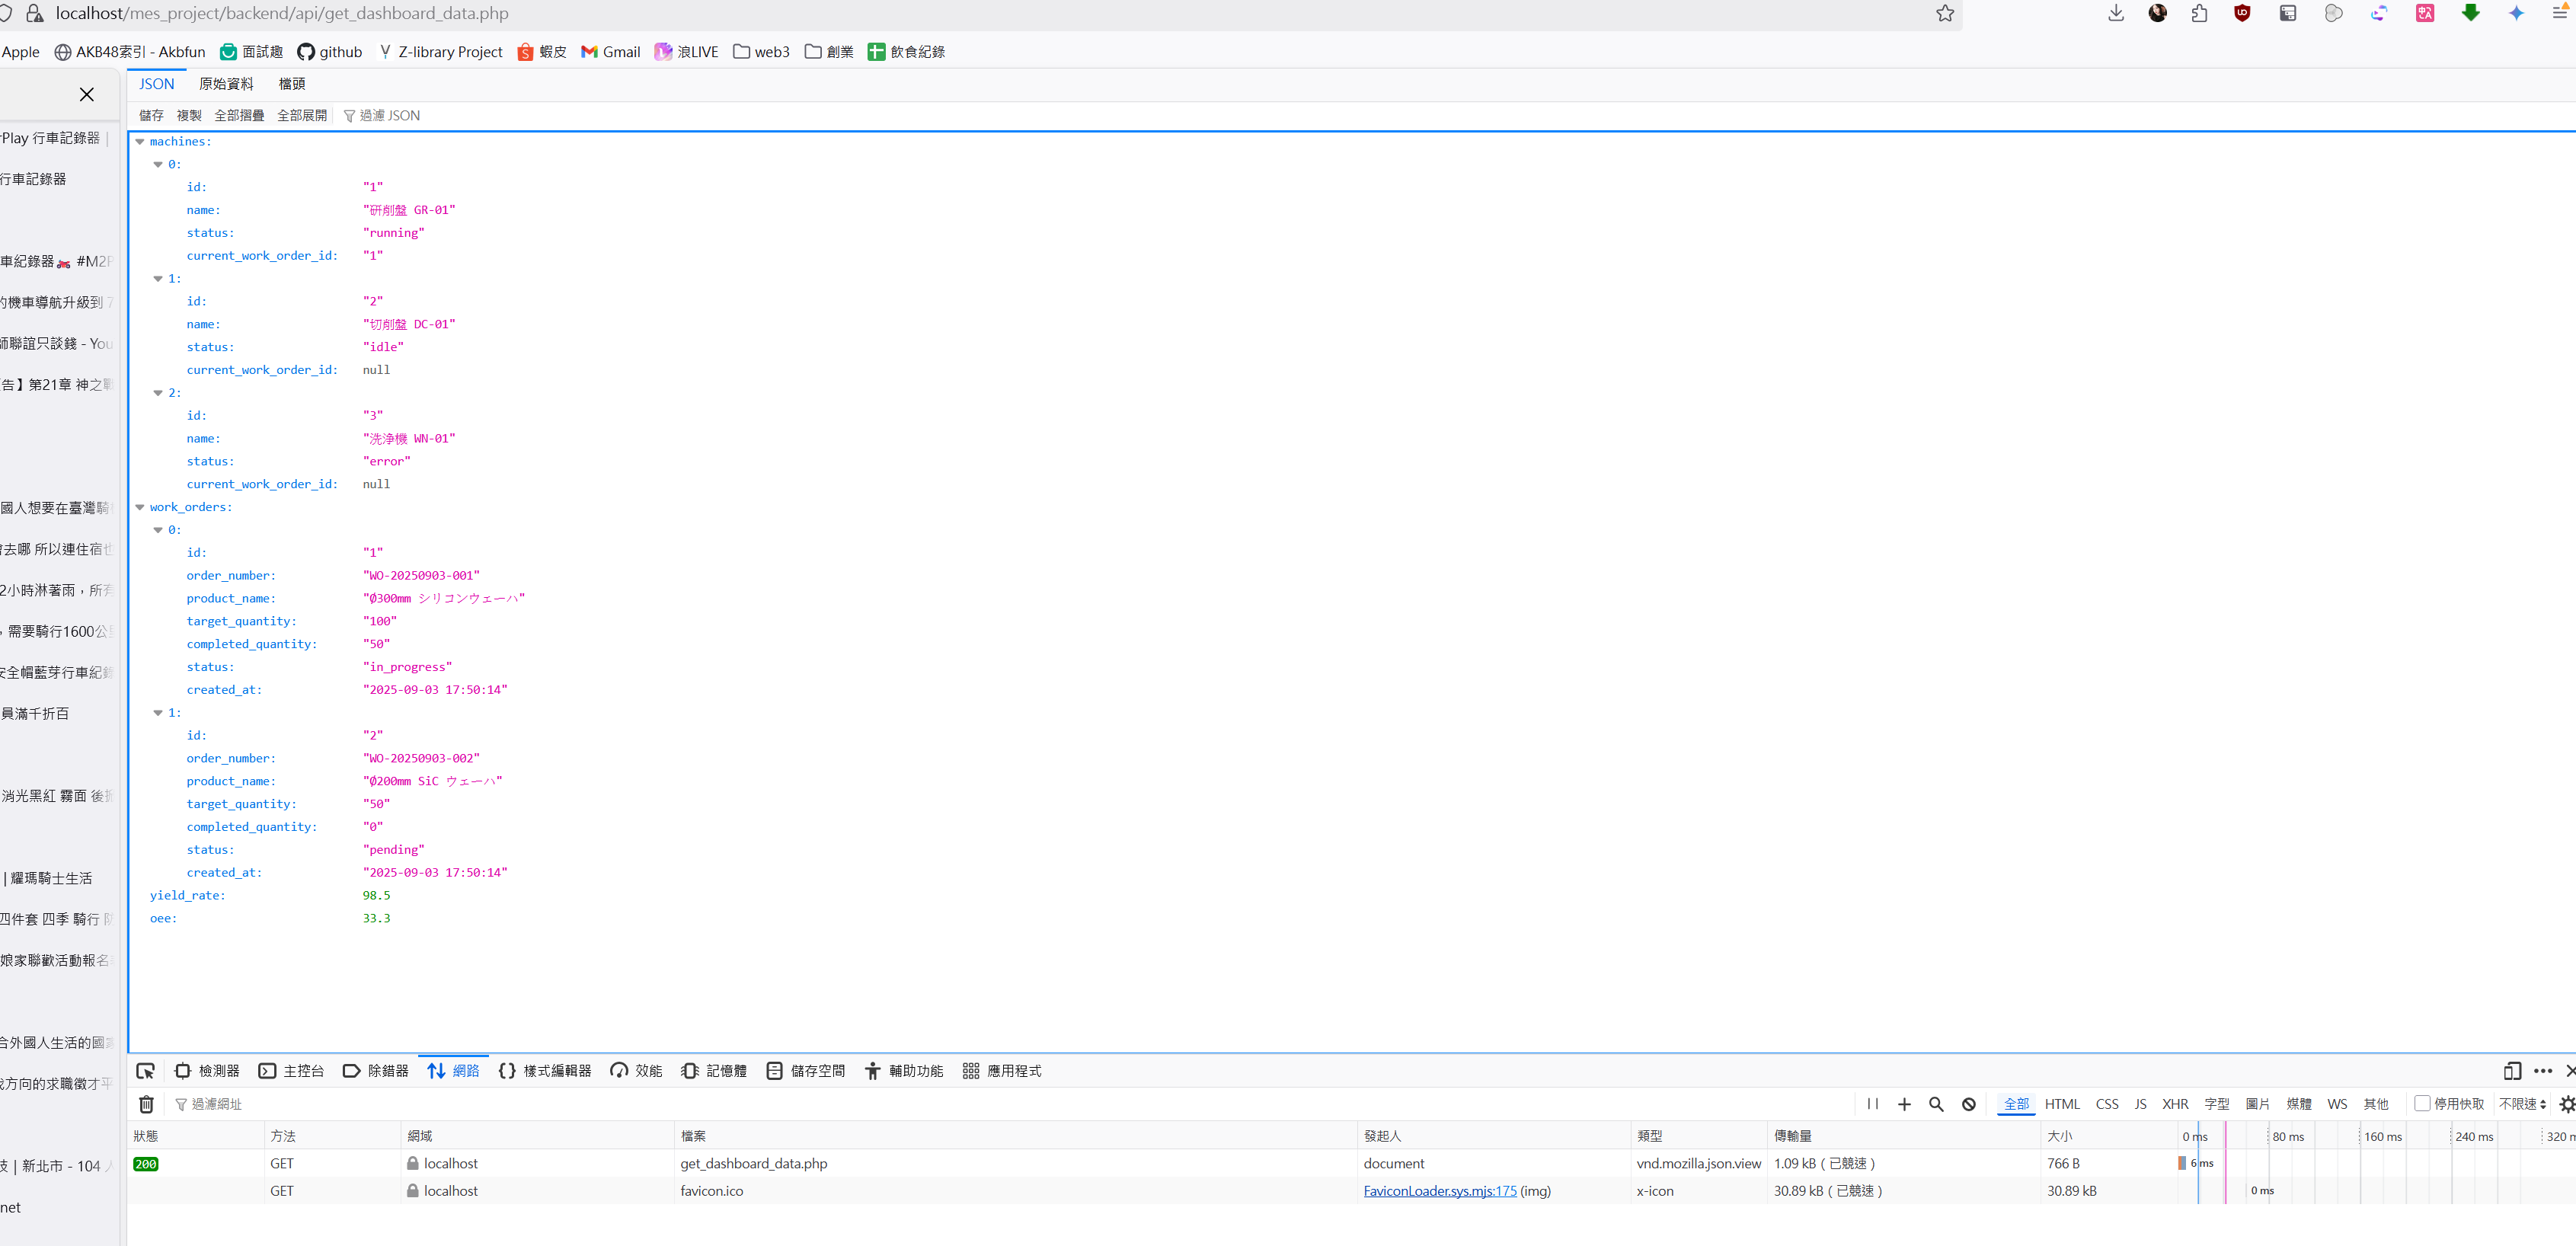 localhost/mes_project/backend/api/get_dashboard_data.php
Apple AKB48索引 - Akbfun 面試趣 github Z-library Project 蝦皮 Gmail 浪LIVE web3 創業 飲食紀錄
JSON 原始資料 檔頭
儲存 複製 全部摺疊 全部展開 過濾 JSON
Play 行車記錄器 |
行車記錄器
車紀錄器🏍️ #M2P
的機車導航升級到 7
師聯誼只談錢 - You
告】第21章 神之戰
國人想要在臺灣騎
去哪 所以連住宿也
2小時淋著雨，所有
，需要騎行1600公里
安全帽藍芽行車紀錄
員滿千折百
消光黑紅 霧面 後掀
| 耀瑪騎士生活
四件套 四季 騎行 防
娘家聯歡活動報名
合外國人生活的國家
找方向的求職徵才平
技 | 新北市 - 104 人
net
machines:
0:
id: "1"
name: "研削盤 GR-01"
status: "running"
current_work_order_id: "1"
1:
id: "2"
name: "切削盤 DC-01"
status: "idle"
current_work_order_id: null
2:
id: "3"
name: "洗浄機 WN-01"
status: "error"
current_work_order_id: null
work_orders:
0:
id: "1"
order_number: "WO-20250903-001"
product_name: "Ø300mm シリコンウェーハ"
target_quantity: "100"
completed_quantity: "50"
status: "in_progress"
created_at: "2025-09-03 17:50:14"
1:
id: "2"
order_number: "WO-20250903-002"
product_name: "Ø200mm SiC ウェーハ"
target_quantity: "50"
completed_quantity: "0"
status: "pending"
created_at: "2025-09-03 17:50:14"
yield_rate: 98.5
oee: 33.3
檢測器 主控台 除錯器 網路 樣式編輯器 效能 記憶體 儲存空間 輔助功能 應用程式
過濾網址 全部 HTML CSS JS XHR 字型 圖片 媒體 WS 其他 停用快取 不限速
狀態 方法 網域 檔案 發起人 類型 傳輸量 大小 0 ms 80 ms 160 ms 240 ms 320 m
200 GET localhost get_dashboard_data.php document vnd.mozilla.json.view 1.09 kB（已競速） 766 B 6 ms
GET localhost favicon.ico FaviconLoader.sys.mjs:175 (img) x-icon 30.89 kB（已競速） 30.89 kB 0 ms